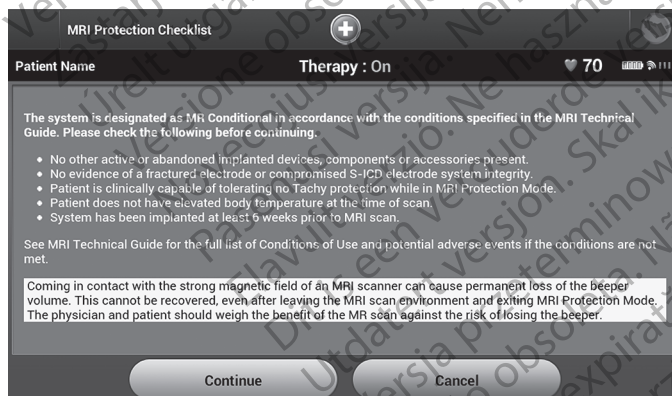 MRI Protection Checklist
Patient Name
Therapy : On
70
The system is designated as MR Conditional in accordance with the conditions specified in the MRI Technical
Guide. Please check the following before continuing.
• No other active or abandoned implanted devices, components or accessories present.
• No evidence of a fractured electrode or compromised S-ICD electrode system integrity.
• Patient is clinically capable of tolerating no Tachy protection while in MRI Protection Mode.
• Patient does not have elevated body temperature at the time of scan.
• System has been implanted at least 6 weeks prior to MRI scan.
See MRI Technical Guide for the full list of Conditions of Use and potential adverse events if the conditions are not
met.
Coming in contact with the strong magnetic field of an MRI scanner can cause permanent loss of the beeper
volume. This cannot be recovered, even after leaving the MRI scan environment and exiting MRI Protection Mode.
The physician and patient should weigh the benefit of the MR scan against the risk of losing the beeper.
Continue
Cancel